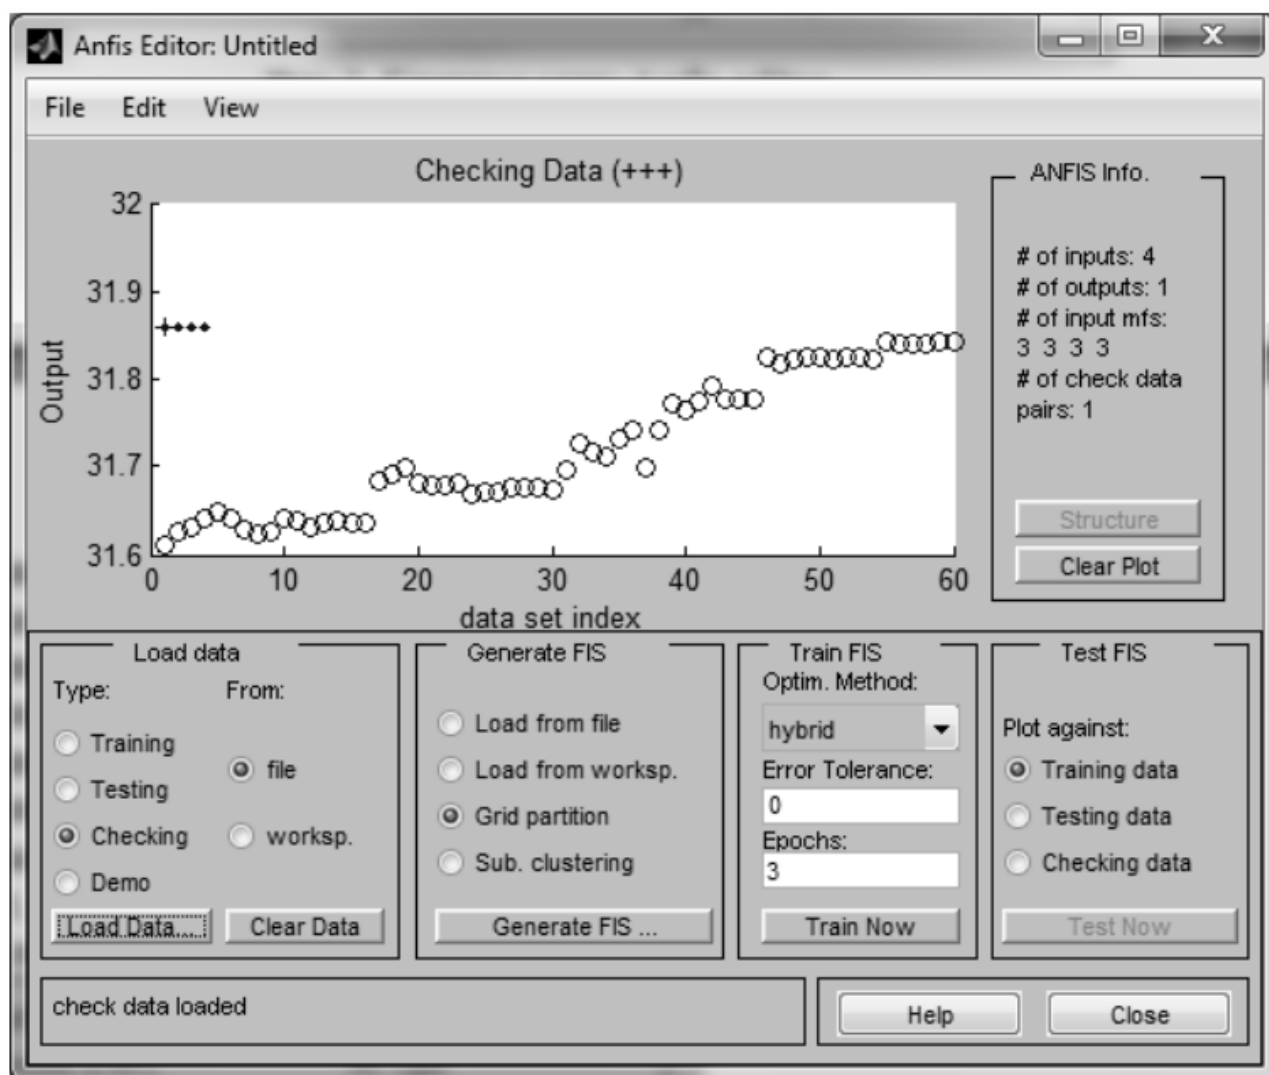 Anfis Editor: Untitled
File Edit View
Checking Data (+++)
32
31.9
31.8
31.7
31.6
Output
0 10 20 30 40 50 60
data set index
ANFIS Info.
# of inputs: 4
# of outputs: 1
# of input mfs:
3 3 3 3
# of check data
pairs: 1
Structure
Clear Plot
Load data
Type: From:
Training
file
Testing
Checking
worksp.
Demo
Load Data... Clear Data
Generate FIS
Load from file
Load from worksp.
Grid partition
Sub. clustering
Generate FIS ...
Train FIS
Optim. Method:
hybrid
Error Tolerance:
0
Epochs:
3
Train Now
Test FIS
Plot against:
Training data
Testing data
Checking data
Test Now
check data loaded
Help Close